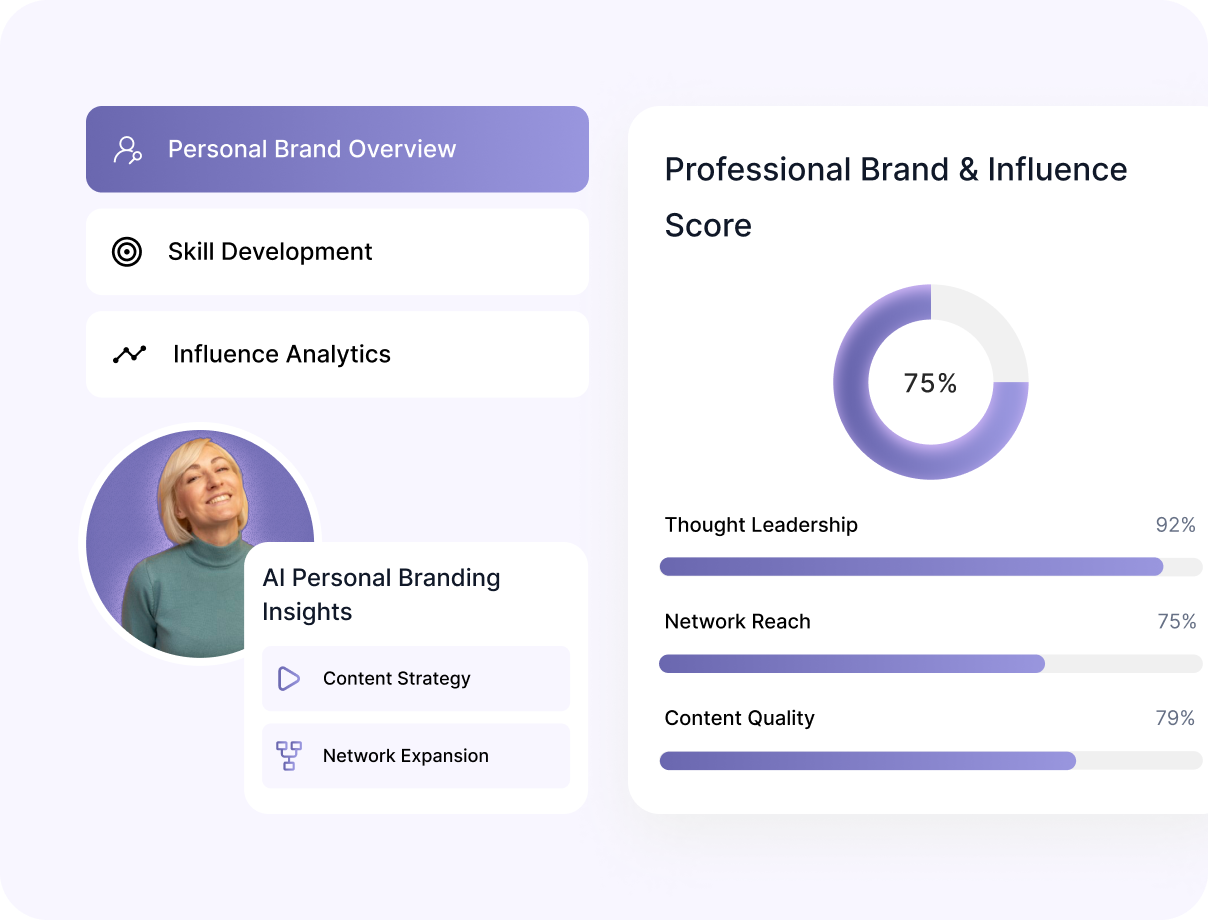 Personal Brand Overview
Skill Development
Influence Analytics
AI Personal Branding
Insights
Content Strategy
Network Expansion
Professional Brand & Influence
Score
75%
Thought Leadership 92%
Network Reach 75%
Content Quality 79%